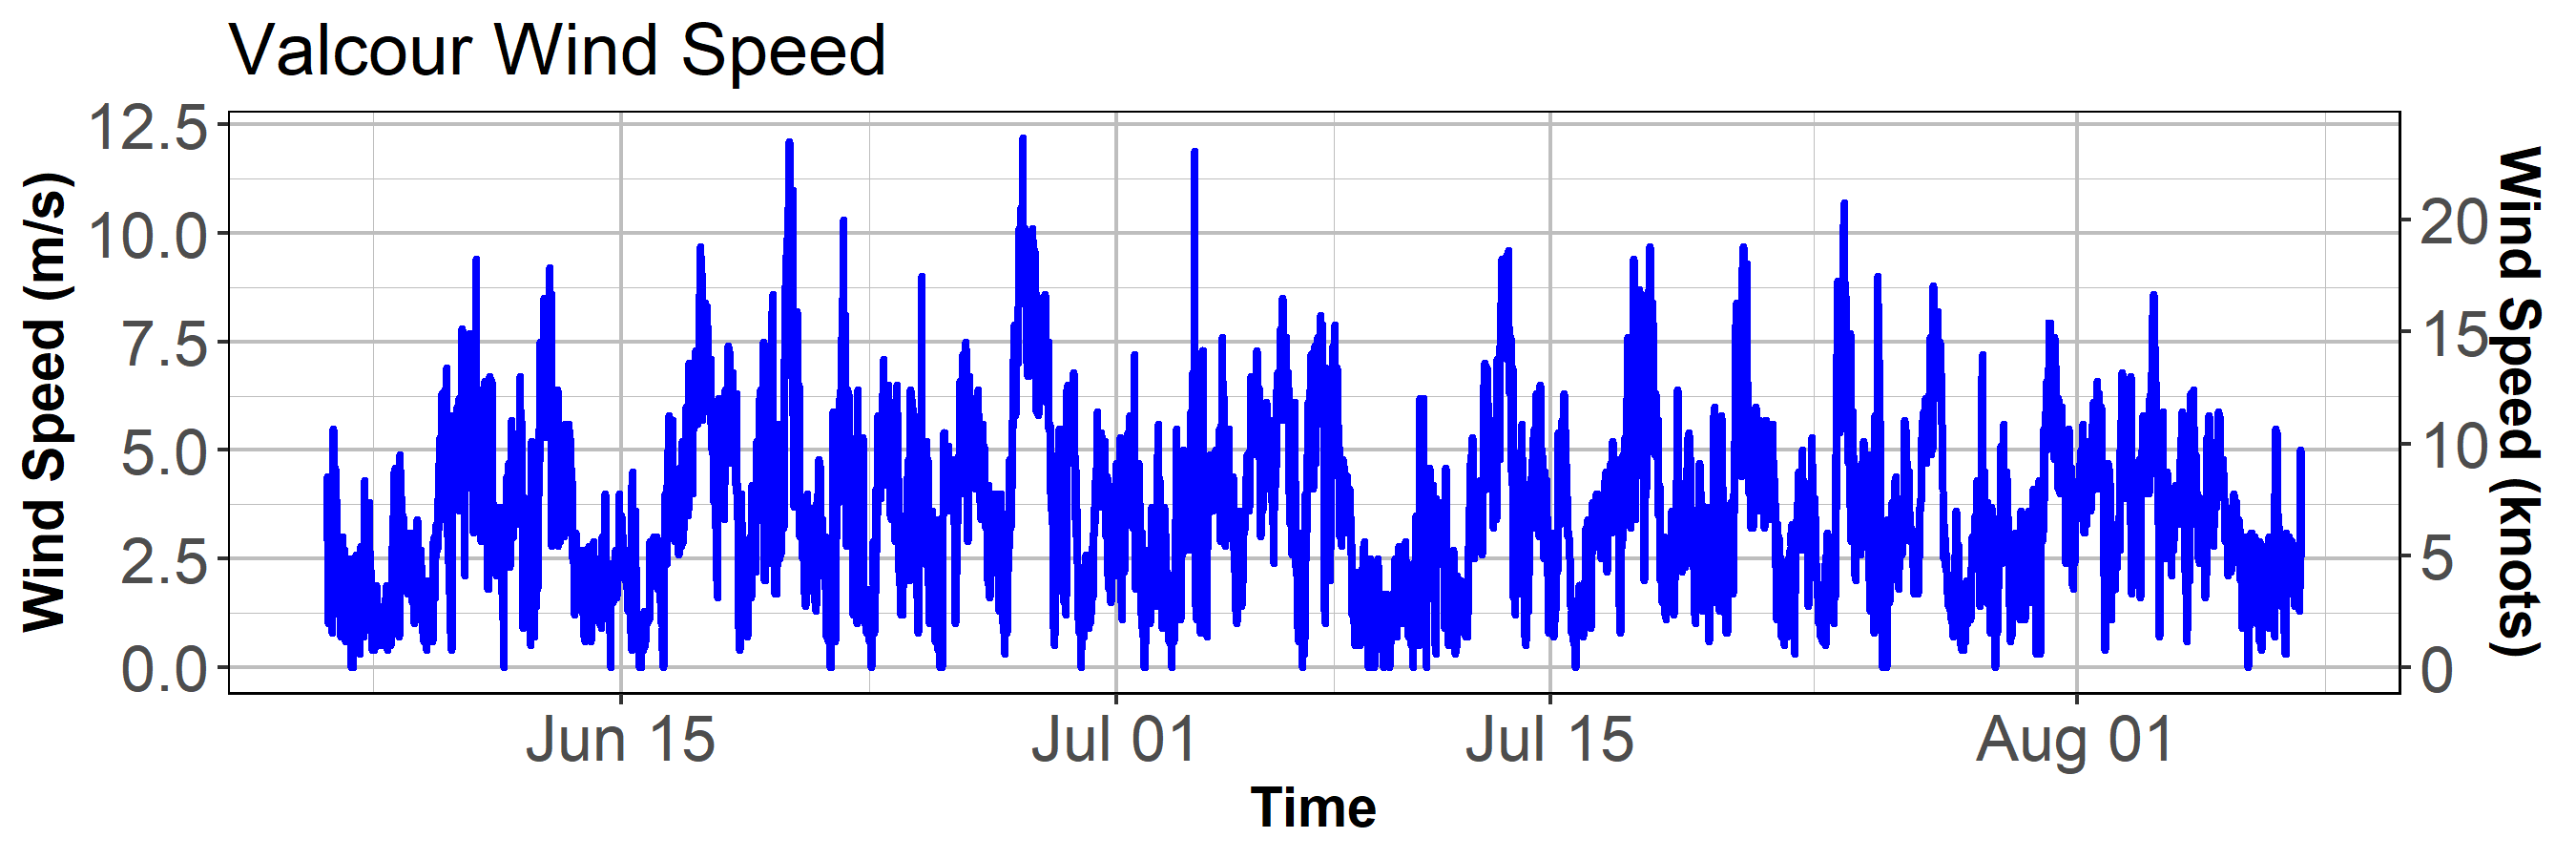 Valcour Wind Speed
Wind Speed (m/s)
12.5
10.0
7.5
5.0
2.5
0.0
20
15
10
5
0
Wind Speed (knots)
Jun 15 Jul 01 Jul 15 Aug 01
Time